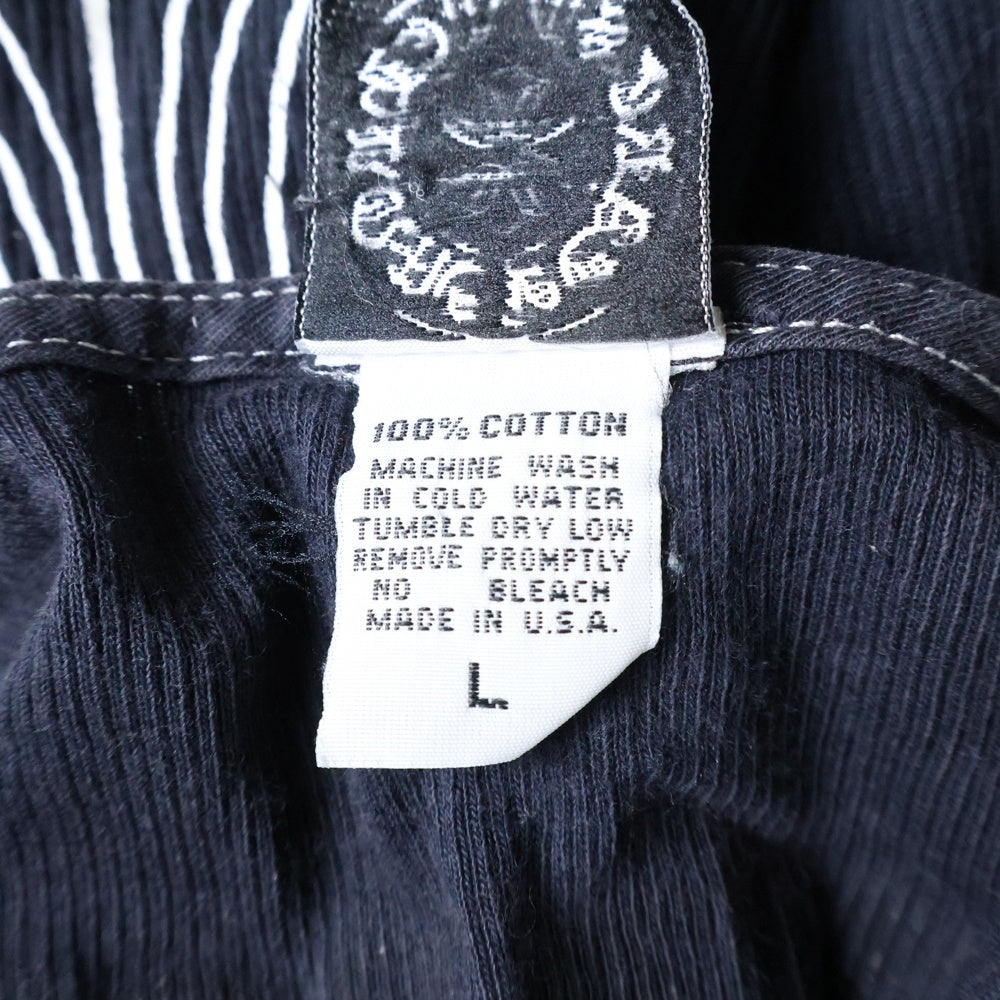 100% COTTON
MACHINE WASH
IN COLD WATER
TUMBLE DRY LOW
REMOVE PROMPTLY
NO BLEACH
MADE IN U.S.A.
L